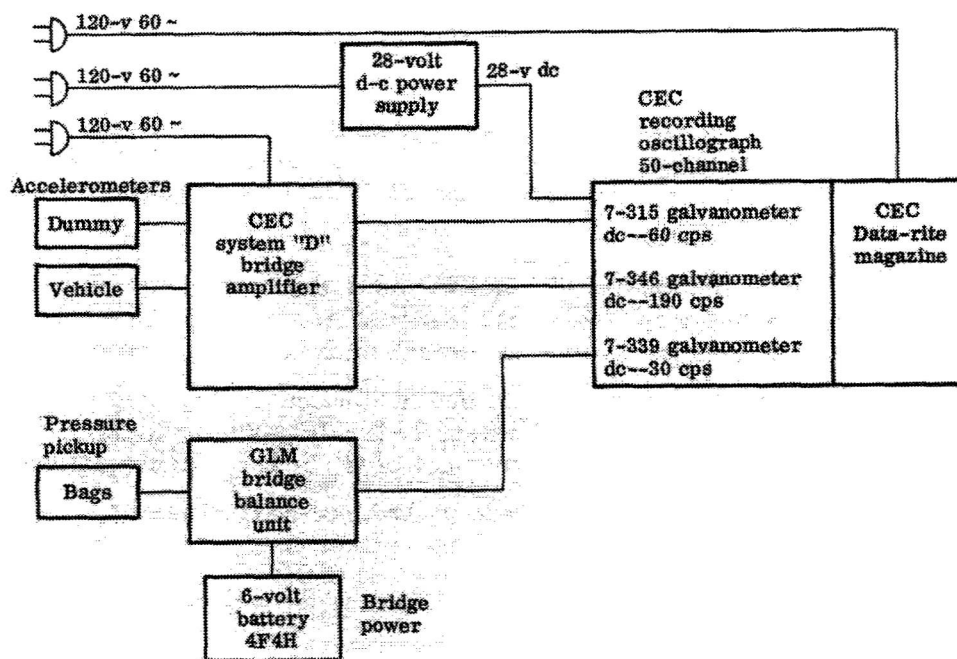 120-v 60 ~
120-v 60 ~
120-v 60 ~
28-volt
d-c power
supply
28-v dc
CEC
recording
oscillograph
50-channel
Accelerometers
Dummy
Vehicle
CEC
system "D"
bridge
amplifier
7-315 galvanometer
dc--60 cps
7-346 galvanometer
dc--190 cps
7-339 galvanometer
dc--30 cps
CEC
Data-rite
magazine
Pressure
pickup
Bags
GLM
bridge
balance
unit
6-volt
battery
4F4H
Bridge
power